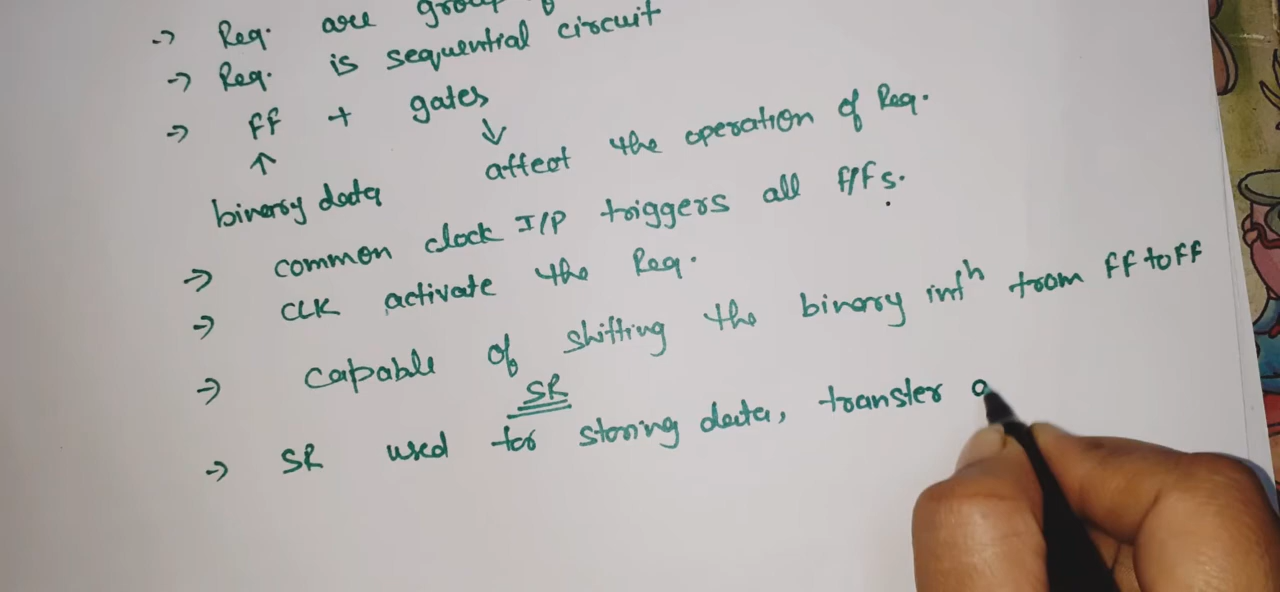 -> Reg. are group
-> Reg. is sequential circuit
-> FF + gates
binary data
affect the operation of Reg.
-> common clock I/P triggers all F/Fs.
-> CLK activate the Reg.
-> Capable of shifting the binary infn from FF to FF
SR
-> SR used for storing data, transfer